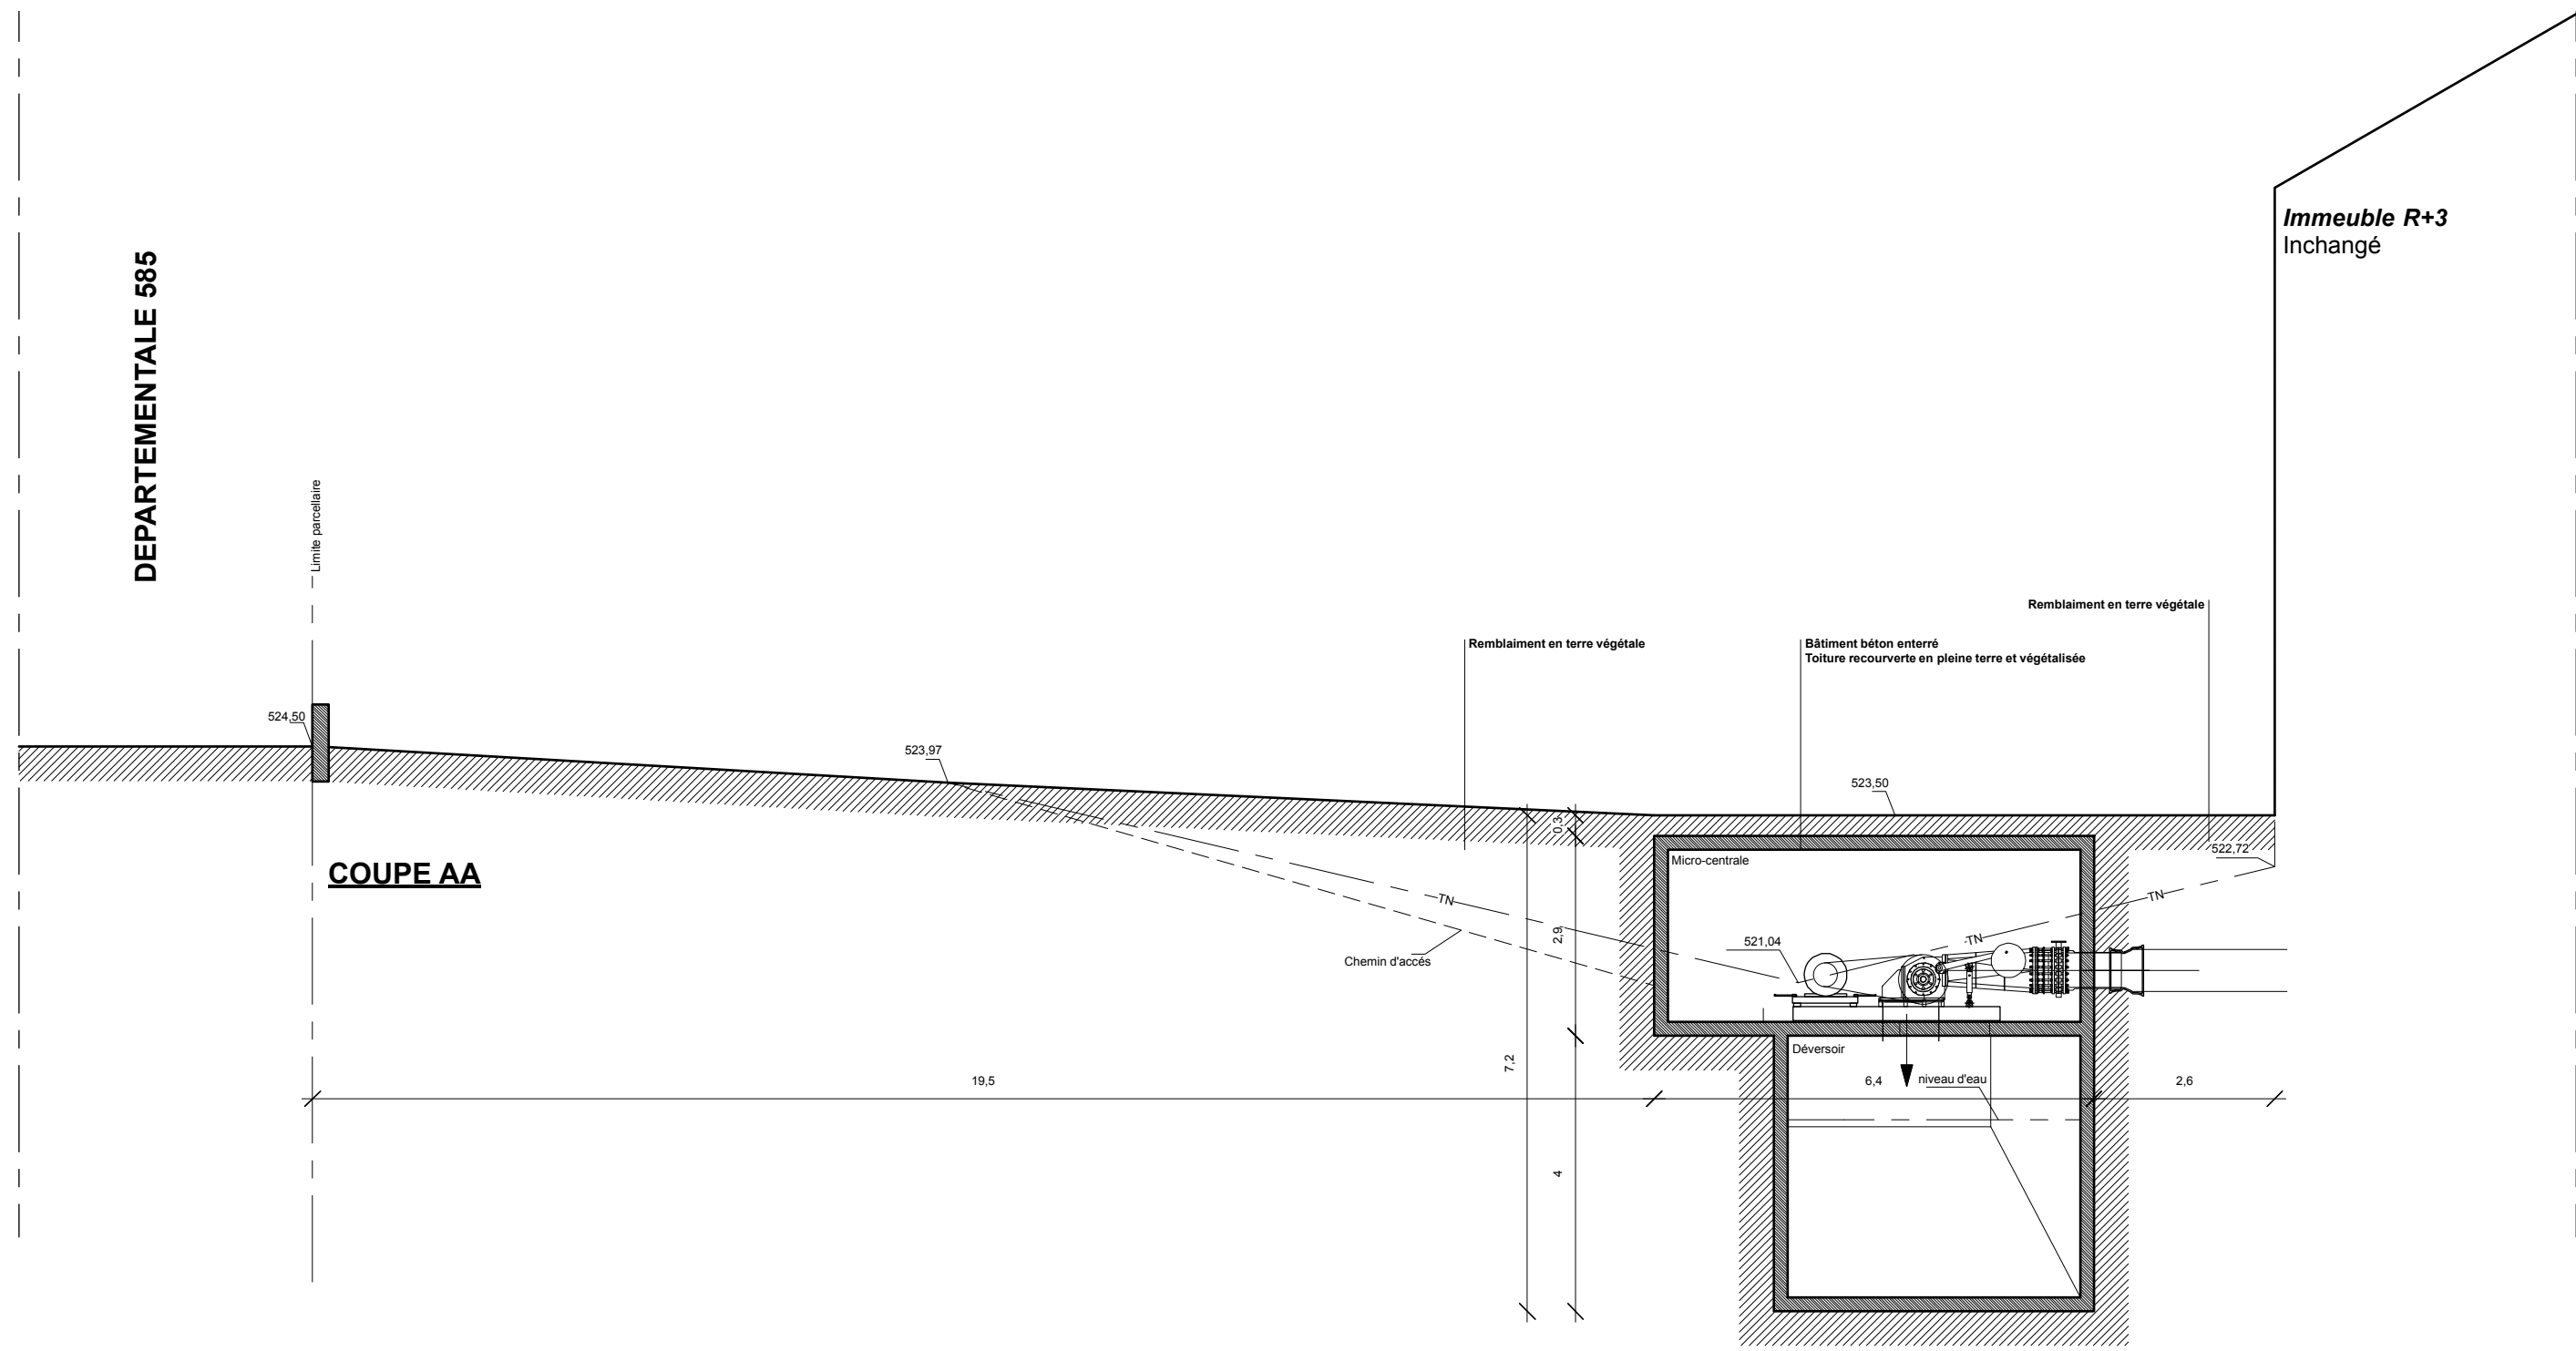 DEPARTEMENTALE 585
Limite parcellaire
Immeuble R+3
Inchangé
Remblaiment en terre végétale
Remblaiment en terre végétale
Bâtiment béton enterré
Toiture recourverte en pleine terre et végétalisée
524,50
523,97
523,50
0,3
522,72
COUPE AA
Micro-centrale
TN
TN
TN
2,9
521,04
Chemin d'accés
Déversoir
7,2
19,5
6,4
niveau d'eau
2,6
4